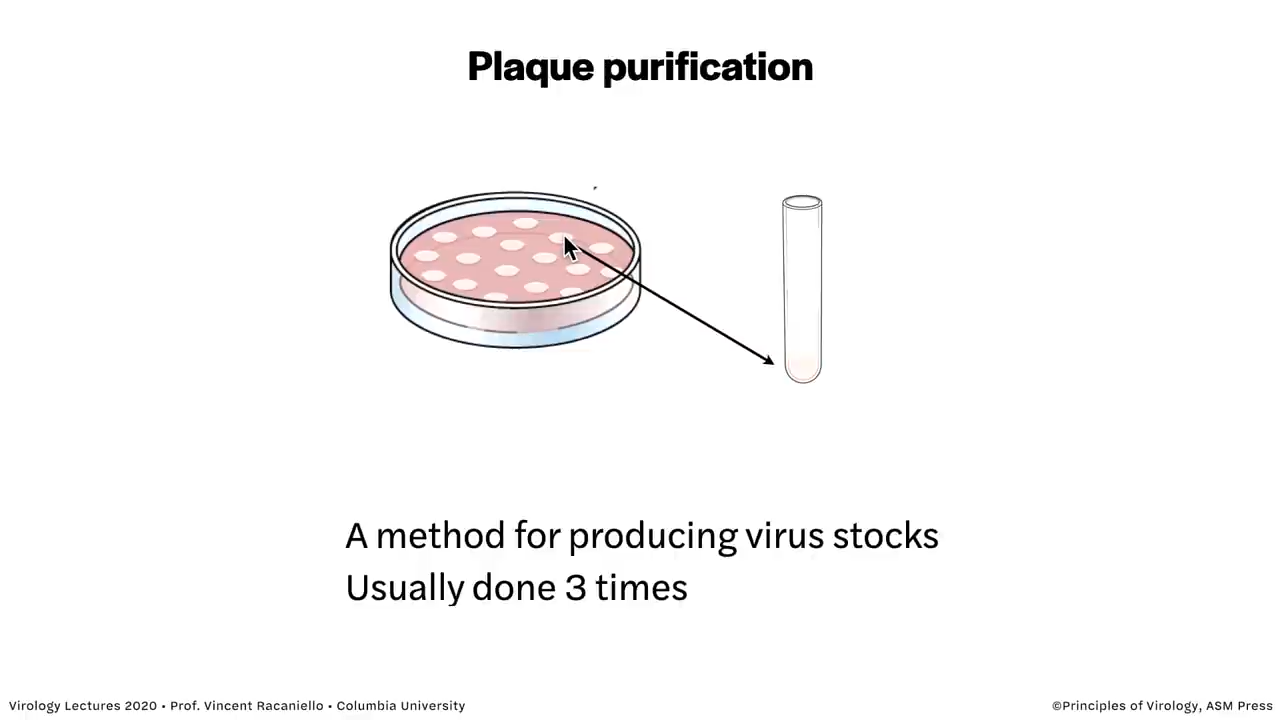 Plaque purification
A method for producing virus stocks
Usually done 3 times
Virology Lectures 2020 • Prof. Vincent Racaniello • Columbia University
©Principles of Virology, ASM Press